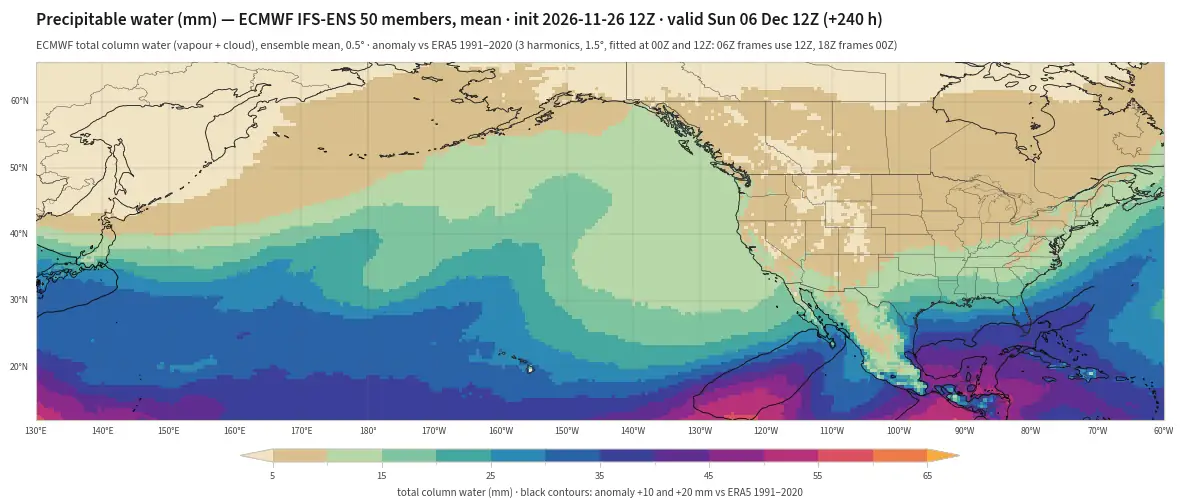 Precipitable water (mm) — ECMWF IFS-ENS 50 members, mean · init 2026-11-26 12Z · valid Sun 06 Dec 12Z (+240 h)
ECMWF total column water (vapour + cloud), ensemble mean, 0.5° · anomaly vs ERA5 1991–2020 (3 harmonics, 1.5°, fitted at 00Z and 12Z: 06Z frames use 12Z, 18Z frames 00Z)
60°N
50°N
40°N
30°N
20°N
130°E 140°E 150°E 160°E 170°E 180° 170°W 160°W 150°W 140°W 130°W 120°W 110°W 100°W 90°W 80°W 70°W 60°W
5 15 25 35 45 55 65
total column water (mm) · black contours: anomaly +10 and +20 mm vs ERA5 1991–2020